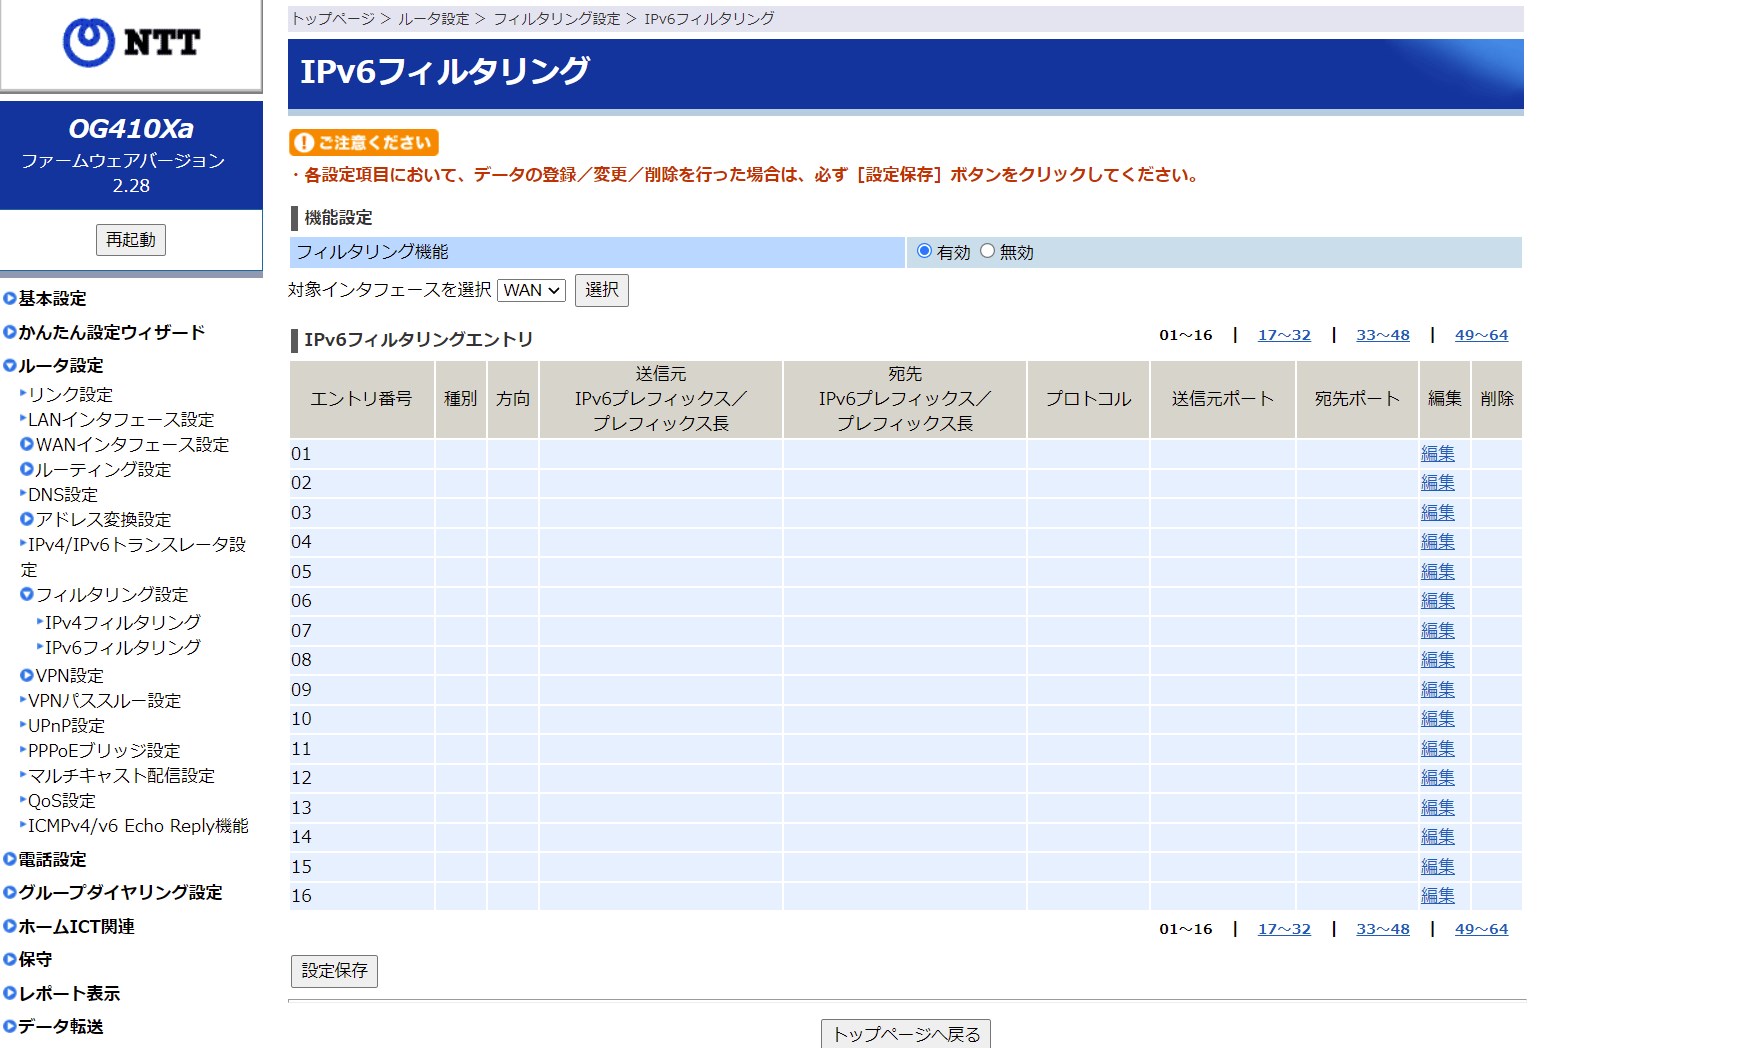 NTT
OG410Xa
ファームウェアバージョン
2.28
再起動
基本設定
かんたん設定ウィザード
ルータ設定
リンク設定
LANインタフェース設定
WANインタフェース設定
ルーティング設定
DNS設定
アドレス変換設定
IPv4/IPv6トランスレータ設
定
フィルタリング設定
IPv4フィルタリング
IPv6フィルタリング
VPN設定
VPNパススルー設定
UPnP設定
PPPoEブリッジ設定
マルチキャスト配信設定
QoS設定
ICMPv4/v6 Echo Reply機能
電話設定
グループダイヤリング設定
ホームICT関連
保守
レポート表示
データ転送
トップページ > ルータ設定 > フィルタリング設定 > IPv6フィルタリング
IPv6フィルタリング
ご注意ください
・各設定項目において、データの登録／変更／削除を行った場合は、必ず［設定保存］ボタンをクリックしてください。
機能設定
フィルタリング機能 有効 無効
対象インタフェースを選択 WAN 選択
IPv6フィルタリングエントリ 01～16 | 17～32 | 33～48 | 49～64
エントリ番号 種別 方向 送信元 IPv6プレフィックス／ プレフィックス長 宛先 IPv6プレフィックス／ プレフィックス長 プロトコル 送信元ポート 宛先ポート 編集 削除
01 編集
02 編集
03 編集
04 編集
05 編集
06 編集
07 編集
08 編集
09 編集
10 編集
11 編集
12 編集
13 編集
14 編集
15 編集
16 編集
01～16 | 17～32 | 33～48 | 49～64
設定保存
トップページへ戻る